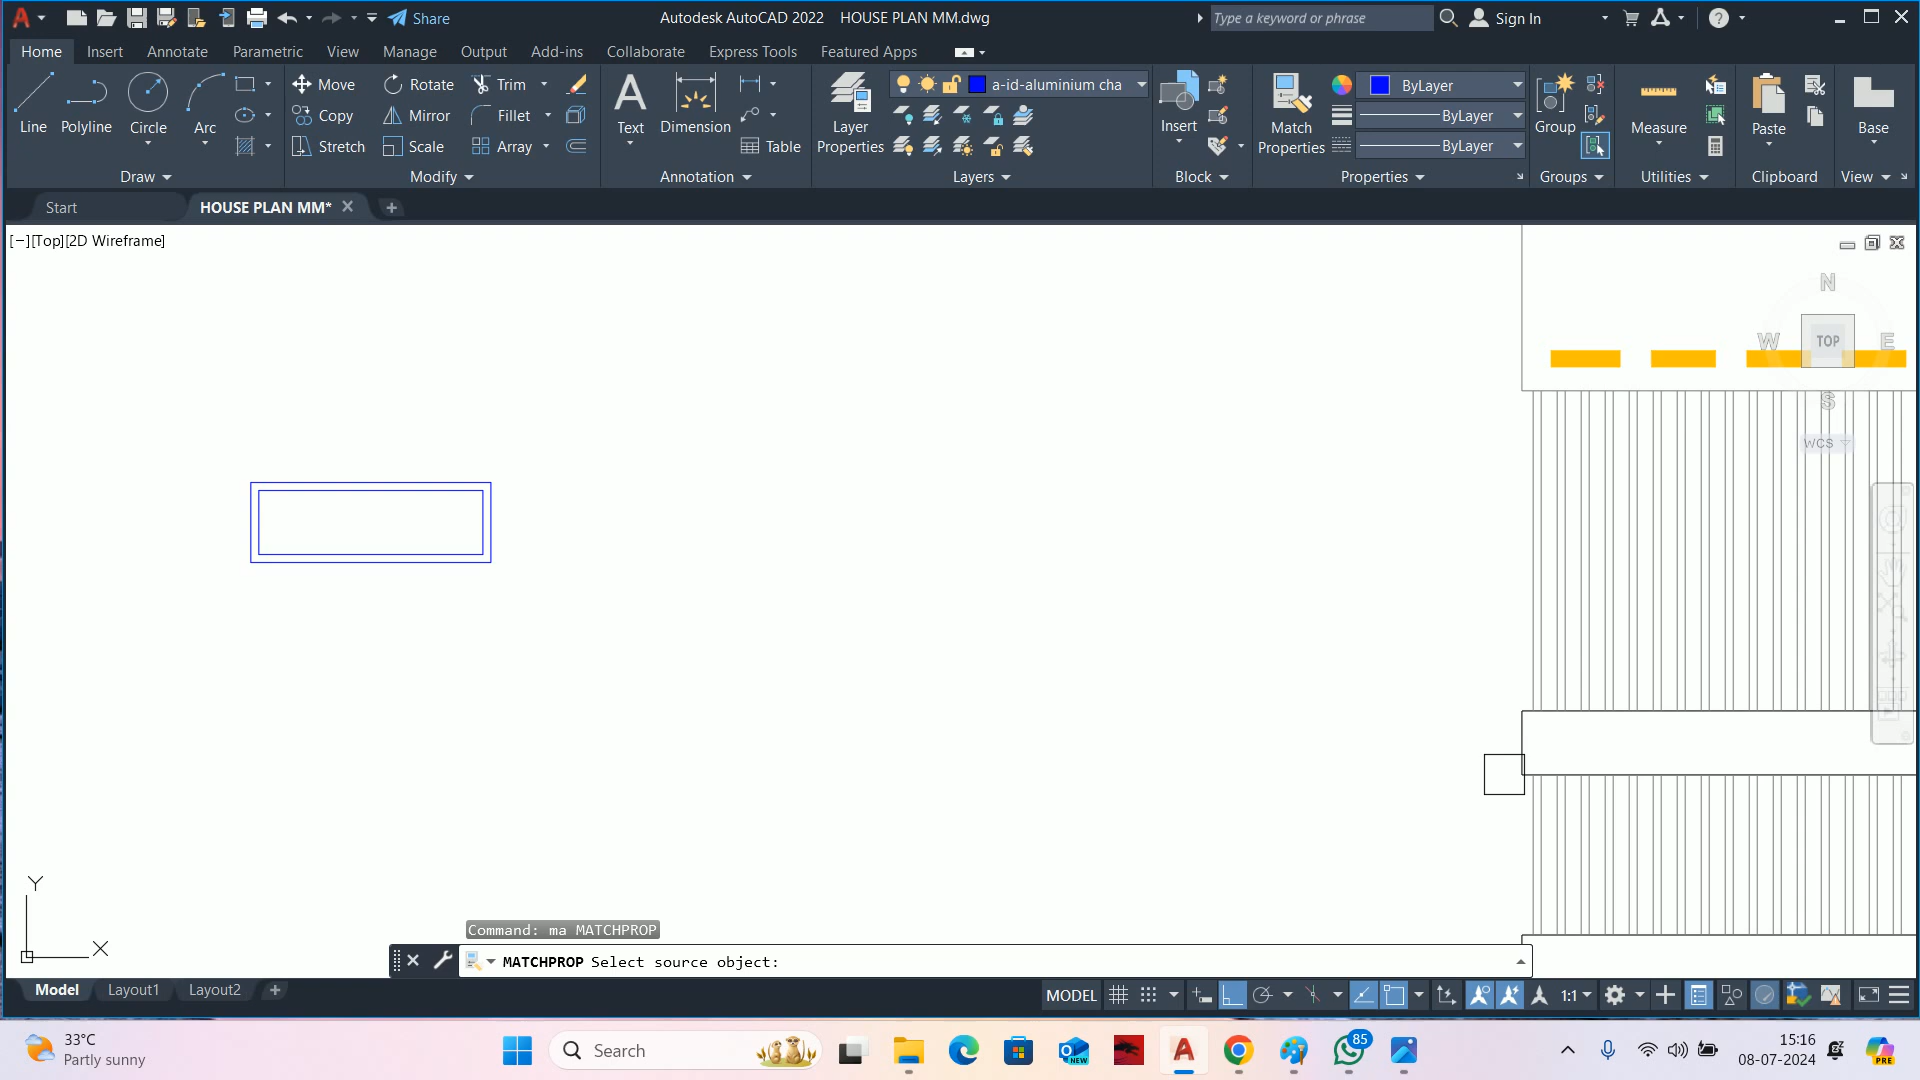 Share
Autodesk AutoCAD 2022 HOUSE PLAN MM.dwg
Type a keyword or phrase
Sign In
Home Insert Annotate Parametric View Manage Output Add-ins Collaborate Express Tools Featured Apps
Line Polyline Circle Arc
Move Rotate Trim
Copy Mirror Fillet
Stretch Scale Array
Text Dimension Table
Layer Properties
a-id-aluminium cha
Insert
Match Properties
ByLayer
ByLayer
ByLayer
Group
Measure
Paste
Base
Draw Modify Annotation Layers Block Properties Groups Utilities Clipboard View
Start HOUSE PLAN MM*
[−][Top][2D Wireframe]
N
W TOP E
S
WCS
Y
X
Command: ma MATCHPROP
MATCHPROP Select source object:
Model Layout1 Layout2
MODEL 1:1
33°C
Partly sunny
Search
NEW
85
15:16
08-07-2024
PRE